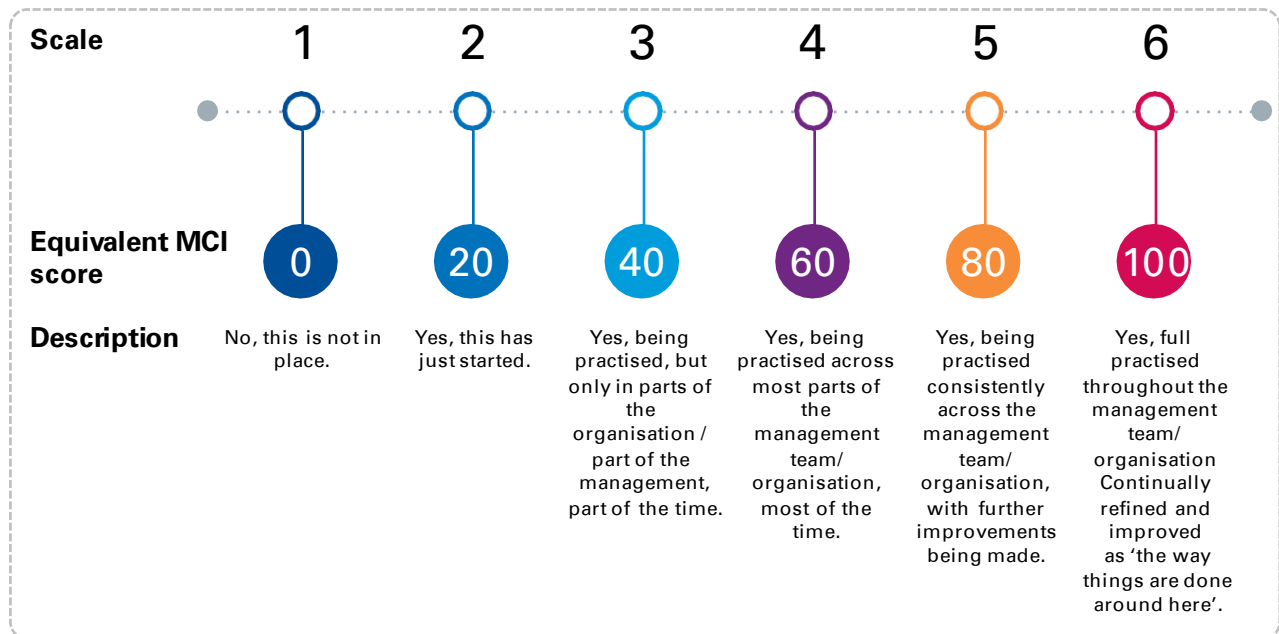 Scale 1 2 3 4 5 6
Equivalent MCI
score
0 20 40 60 80 100
Description
No, this is not in
place.
Yes, this has
just started.
Yes, being
practised, but
only in parts of
the
organisation /
part of the
management,
part of the time.
Yes, being
practised across
most parts of
the
management
team/
organisation,
most of the
time.
Yes, being
practised
consistently
across the
management
team/
organisation,
with further
improvements
being made.
Yes, full
practised
throughout the
management
team/
organisation
Continually
refined and
improved
as ‘the way
things are done
around here’.